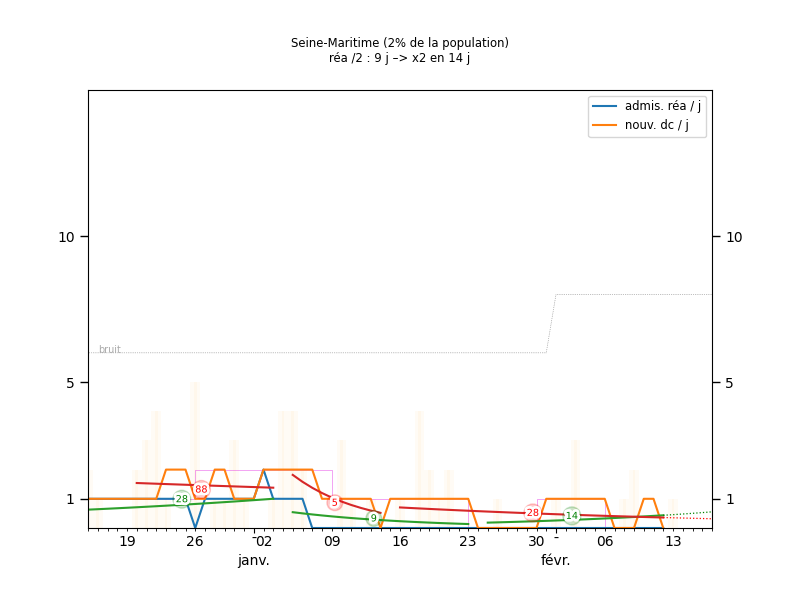 Seine-Maritime (2% de la population)
réa /2 : 9 j –> x2 en 14 j
admis. réa / j
nouv. dc / j
10 10
bruit
5 5
88
28
1 1
5
9
28
14
19 26 02 09 16 23 30 06 13
janv. févr.